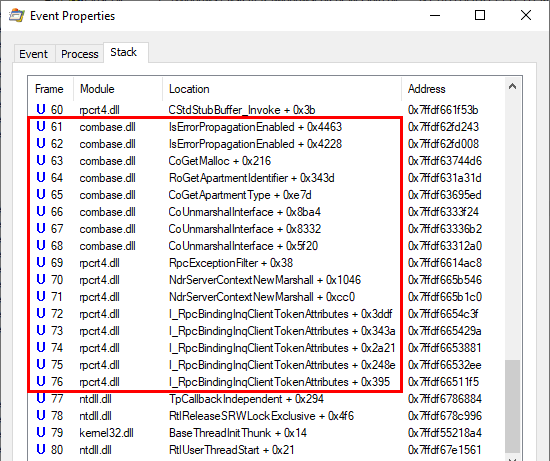 Event Properties
Event Process Stack
Frame Module Location Address
U 60 rpcrt4.dll CStdStubBuffer_Invoke + 0x3b 0x7ffdf661f53b
U 61 combase.dll IsErrorPropagationEnabled + 0x4463 0x7ffdf62fd243
U 62 combase.dll IsErrorPropagationEnabled + 0x4228 0x7ffdf62fd008
U 63 combase.dll CoGetMalloc + 0x216 0x7ffdf63744d6
U 64 combase.dll RoGetApartmentIdentifier + 0x343d 0x7ffdf631a31d
U 65 combase.dll CoGetApartmentType + 0xe7d 0x7ffdf63695ed
U 66 combase.dll CoUnmarshalInterface + 0x8ba4 0x7ffdf6333f24
U 67 combase.dll CoUnmarshalInterface + 0x8332 0x7ffdf63336b2
U 68 combase.dll CoUnmarshalInterface + 0x5f20 0x7ffdf63312a0
U 69 rpcrt4.dll RpcExceptionFilter + 0x38 0x7ffdf6614ac8
U 70 rpcrt4.dll NdrServerContextNewMarshall + 0x1046 0x7ffdf665b546
U 71 rpcrt4.dll NdrServerContextNewMarshall + 0xcc0 0x7ffdf665b1c0
U 72 rpcrt4.dll I_RpcBindingInqClientTokenAttributes + 0x3ddf 0x7ffdf6654c3f
U 73 rpcrt4.dll I_RpcBindingInqClientTokenAttributes + 0x343a 0x7ffdf665429a
U 74 rpcrt4.dll I_RpcBindingInqClientTokenAttributes + 0x2a21 0x7ffdf6653881
U 75 rpcrt4.dll I_RpcBindingInqClientTokenAttributes + 0x248e 0x7ffdf66532ee
U 76 rpcrt4.dll I_RpcBindingInqClientTokenAttributes + 0x395 0x7ffdf66511f5
U 77 ntdll.dll TpCallbackIndependent + 0x294 0x7ffdf6786884
U 78 ntdll.dll RtlReleaseSRWLockExclusive + 0x4f6 0x7ffdf678c996
U 79 kernel32.dll BaseThreadInitThunk + 0x14 0x7ffdf55218a4
U 80 ntdll.dll RtlUserThreadStart + 0x21 0x7ffdf67e1561